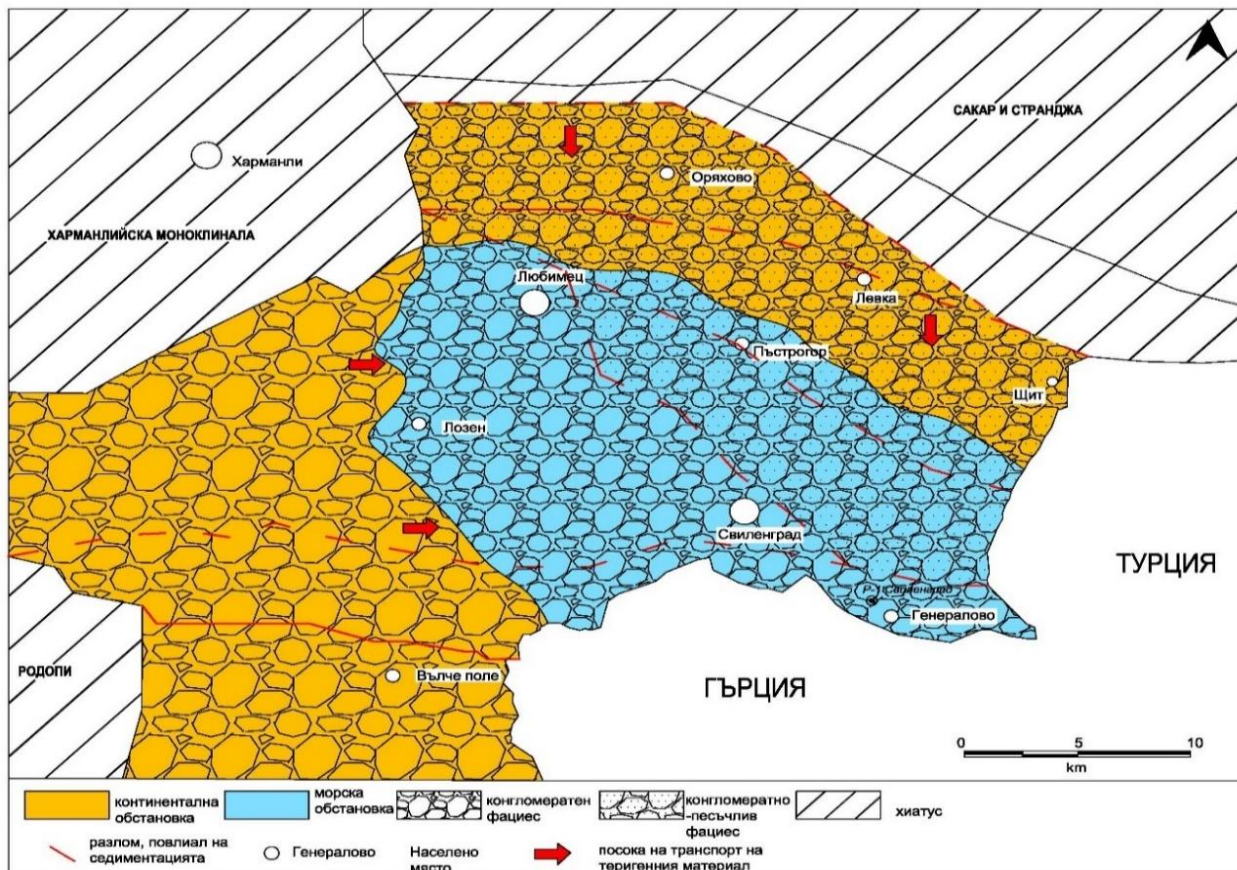 САКАР И СТРАНДЖА
Харманли
Оряхово
ХАРМАНЛИЙСКА МОНОКЛИНАЛА
Любимец
Левка
Пъстрогор
Щит
Лозен
Свиленград
ТУРЦИЯ
Генералово
РОДОПИ
Вълче поле
ГЪРЦИЯ
0 5 10
km
континентална
обстановка
морска
обстановка
конгломератен
фациес
конгломератно
-песъчлив
фациес
хиатус
разлом, повлиал на
седиментацията
Генералово
Населено
място
посока на транспорт на
теригенния материал